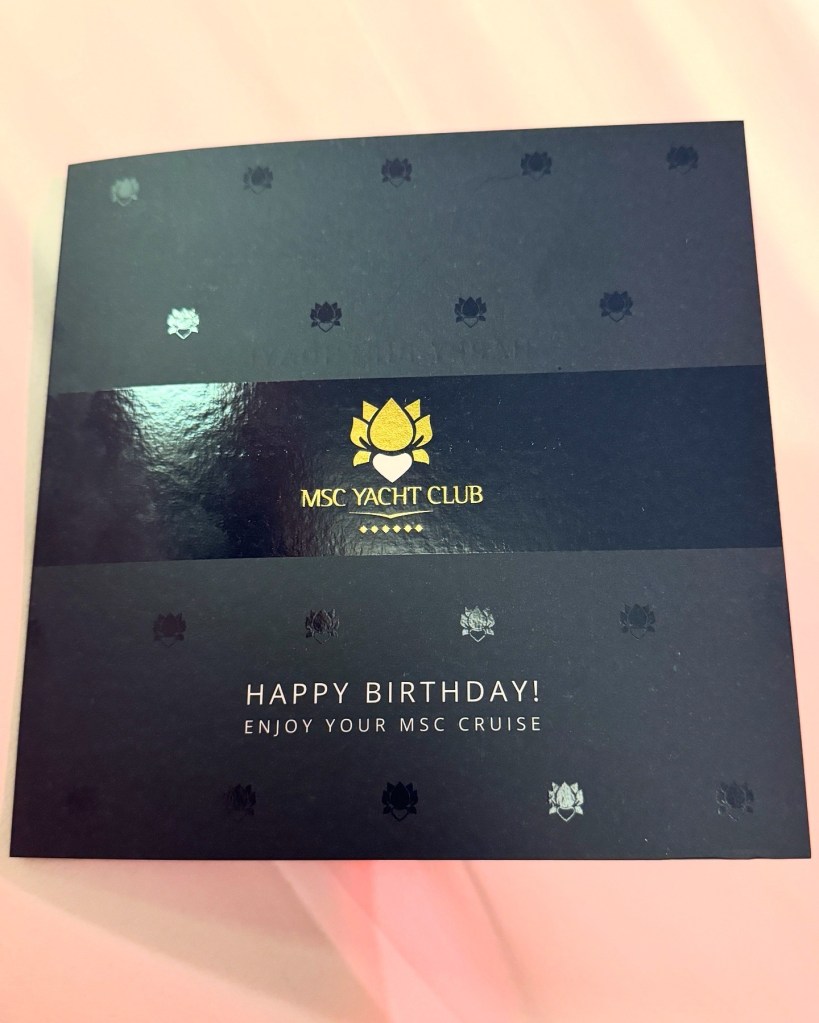 MSC YACHT CLUB
HAPPY BIRTHDAY!
ENJOY YOUR MSC CRUISE